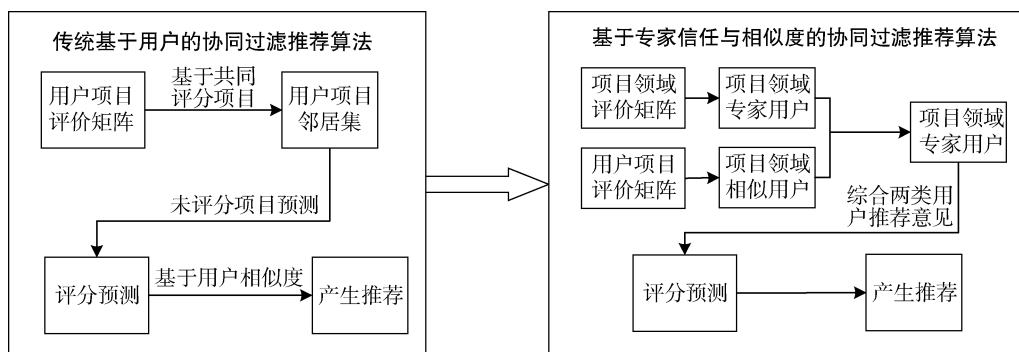 传统基于用户的协同过滤推荐算法
用户项目
评价矩阵
基于共同
评分项目
用户项目
邻居集
未评分项目预测
评分预测
基于用户相似度
产生推荐
基于专家信任与相似度的协同过滤推荐算法
项目领域
评价矩阵
项目领域
专家用户
用户项目
评价矩阵
项目领域
相似用户
项目领域
专家用户
综合两类用
户推荐意见
评分预测
产生推荐